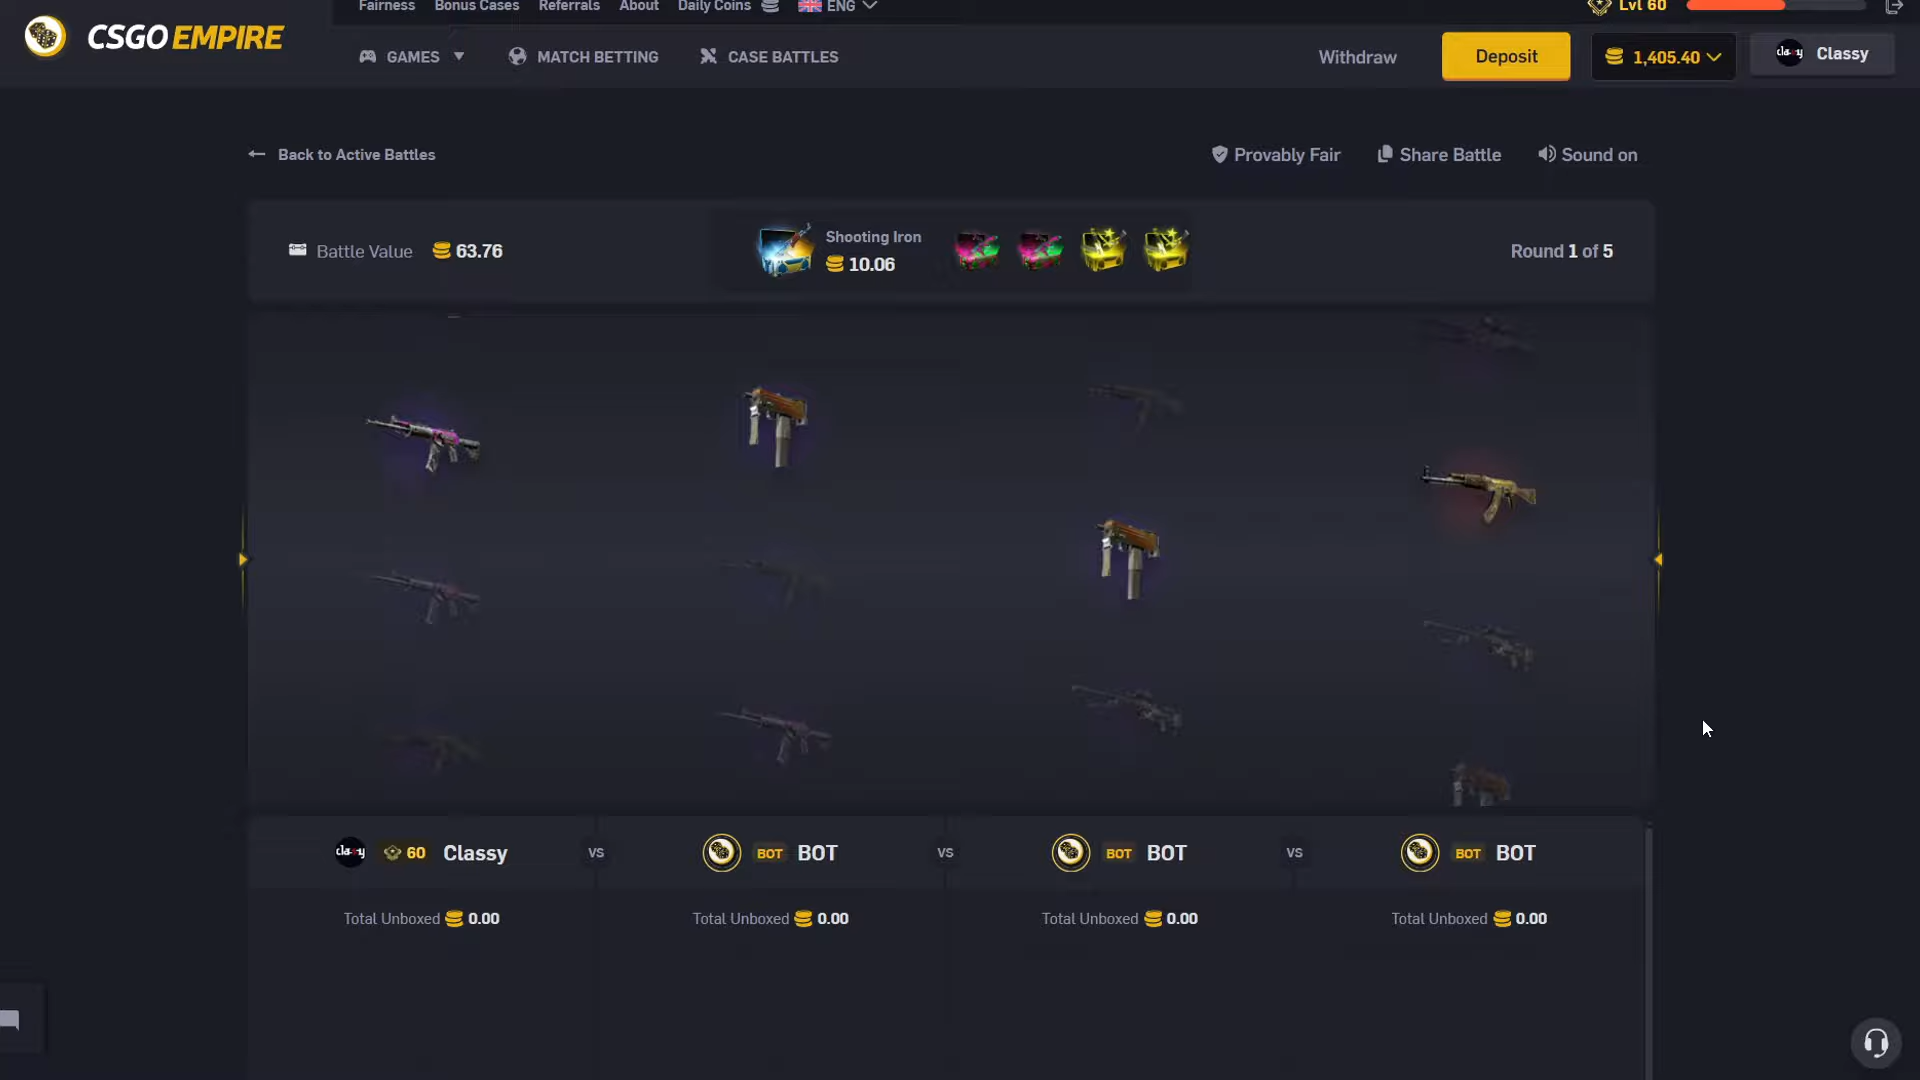 Fairness Bonus Cases Referrals About Daily Coins ENG Lvl 60
CSGOEMPIRE
GAMES MATCH BETTING CASE BATTLES Withdraw Deposit 1,405.40 Classy
Back to Active Battles Provably Fair Share Battle Sound on
Battle Value 63.76 Shooting Iron 10.06 Round 1 of 5
Classy 60 Classy VS BOT BOT VS BOT BOT VS BOT BOT
Total Unboxed 0.00 Total Unboxed 0.00 Total Unboxed 0.00 Total Unboxed 0.00